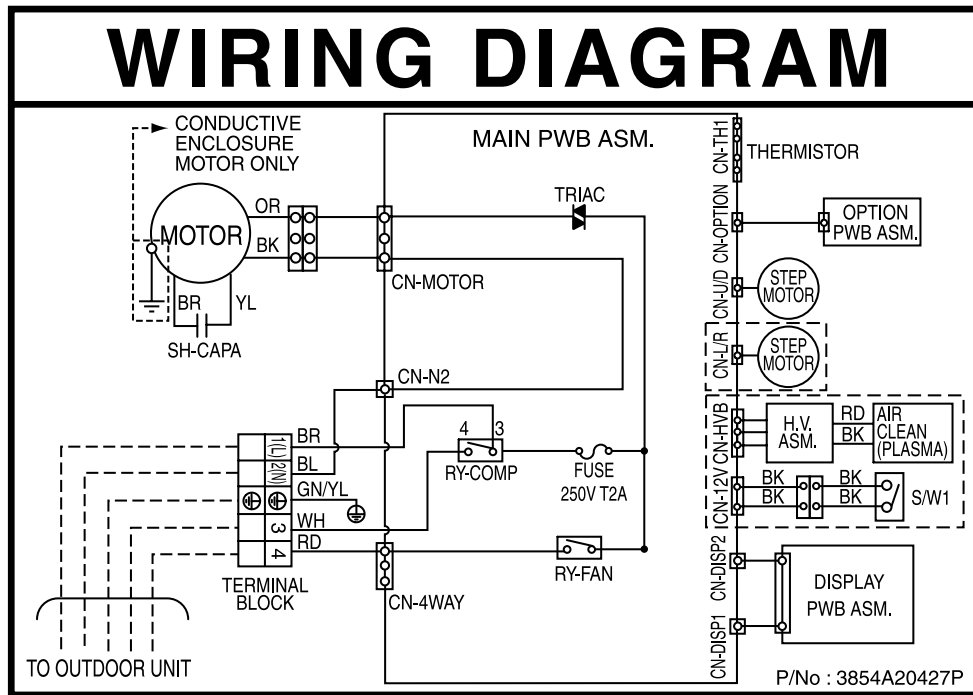 WIRING DIAGRAM
CONDUCTIVE
ENCLOSURE
MOTOR ONLY
MAIN PWB ASM.
CN-TH1
THERMISTOR
TRIAC
OR
MOTOR
BK
CN-MOTOR
BR
YL
SH-CAPA
CN-OPTION
OPTION
PWB ASM.
CN-U/D
STEP
MOTOR
CN-L/R
STEP
MOTOR
CN-N2
CN-HVB
H.V.
ASM.
RD
BK
AIR
CLEAN
(PLASMA)
1(L)
2(N)
3
4
BR
BL
GN/YL
WH
RD
4
3
RY-COMP
FUSE
250V T2A
CN-12V
BK
BK
BK
BK
S/W1
RY-FAN
TERMINAL
BLOCK
CN-4WAY
CN-DISP2
CN-DISP1
DISPLAY
PWB ASM.
TO OUTDOOR UNIT
P/No : 3854A20427P